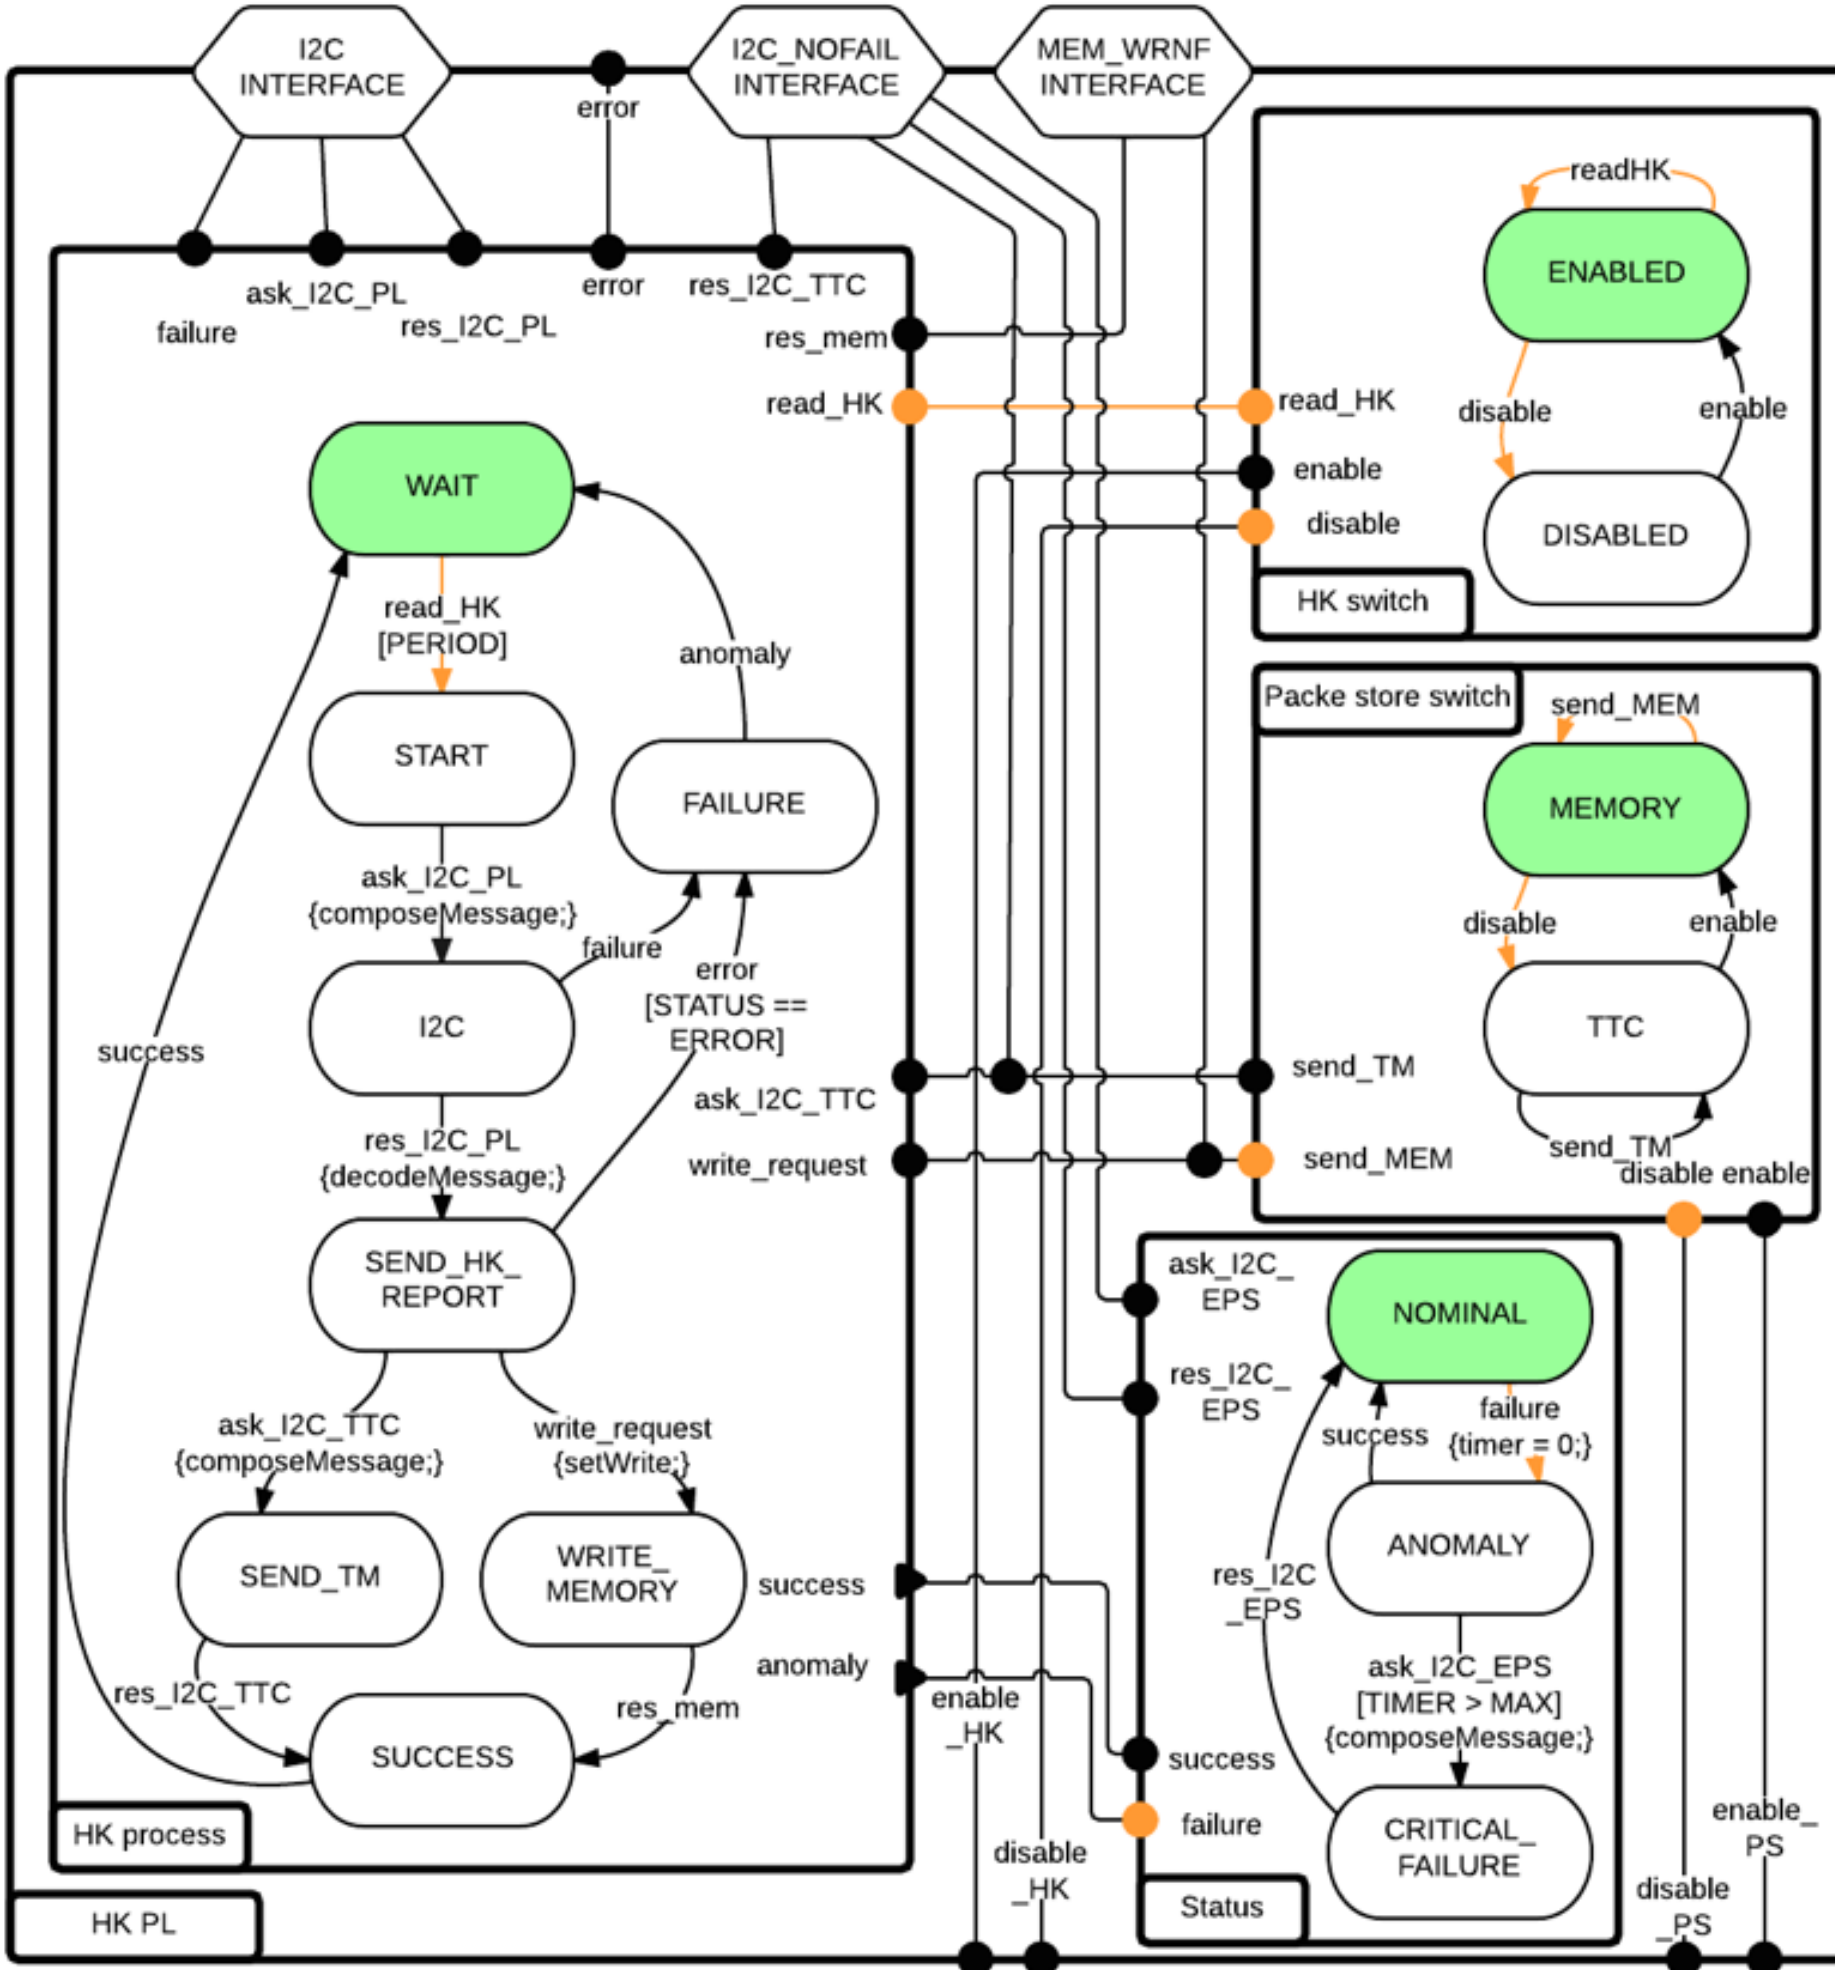 I2C
INTERFACE
error
I2C_NOFAIL
INTERFACE
MEM_WRNF
INTERFACE
failure
ask_I2C_PL
res_I2C_PL
error
res_I2C_TTC
res_mem
read_HK
WAIT
read_HK
[PERIOD]
START
anomaly
FAILURE
ask_I2C_PL
{composeMessage;}
failure
I2C
error
[STATUS ==
ERROR]
success
res_I2C_PL
{decodeMessage;}
ask_I2C_TTC
write_request
SEND_HK_
REPORT
ask_I2C_TTC
{composeMessage;}
write_request
{setWrite;}
SEND_TM
WRITE_
MEMORY
success
anomaly
res_I2C_TTC
res_mem
SUCCESS
HK process
HK PL
enable
_HK
disable
_HK
readHK
ENABLED
read_HK
disable
enable
enable
disable
DISABLED
HK switch
Packe store switch
send_MEM
MEMORY
disable
enable
TTC
send_TM
send_TM
send_MEM
disable enable
ask_I2C_
EPS
NOMINAL
res_I2C_
EPS
success
failure
{timer = 0;}
ANOMALY
res_I2C
_EPS
ask_I2C_EPS
[TIMER > MAX]
{composeMessage;}
success
failure
CRITICAL_
FAILURE
Status
disable
_PS
enable_
PS